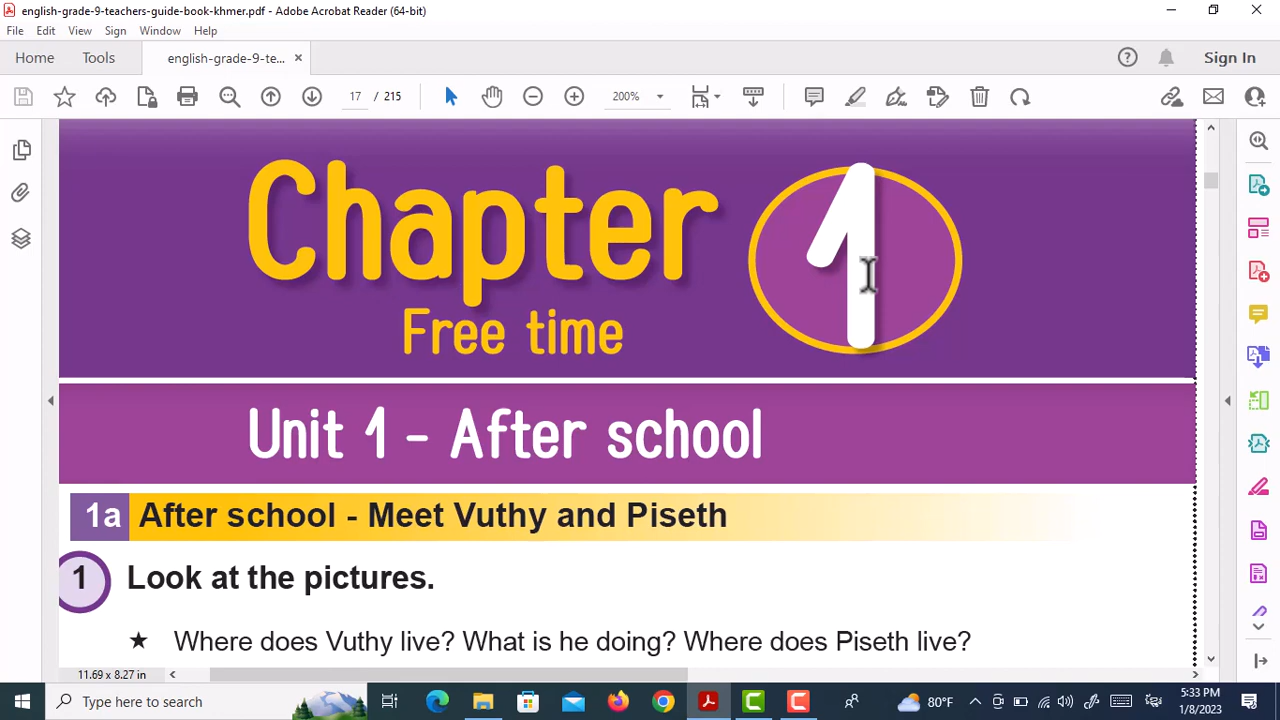 english-grade-9-teachers-guide-book-khmer.pdf - Adobe Acrobat Reader (64-bit)
File Edit View Sign Window Help
Home Tools english-grade-9-te... Sign In
17 / 215 200%
Chapter 1
Free time
Unit 1 - After school
1a After school - Meet Vuthy and Piseth
1 Look at the pictures.
★ Where does Vuthy live? What is he doing? Where does Piseth live?
11.69 x 8.27 in
Type here to search
80°F
5:33 PM
1/8/2023